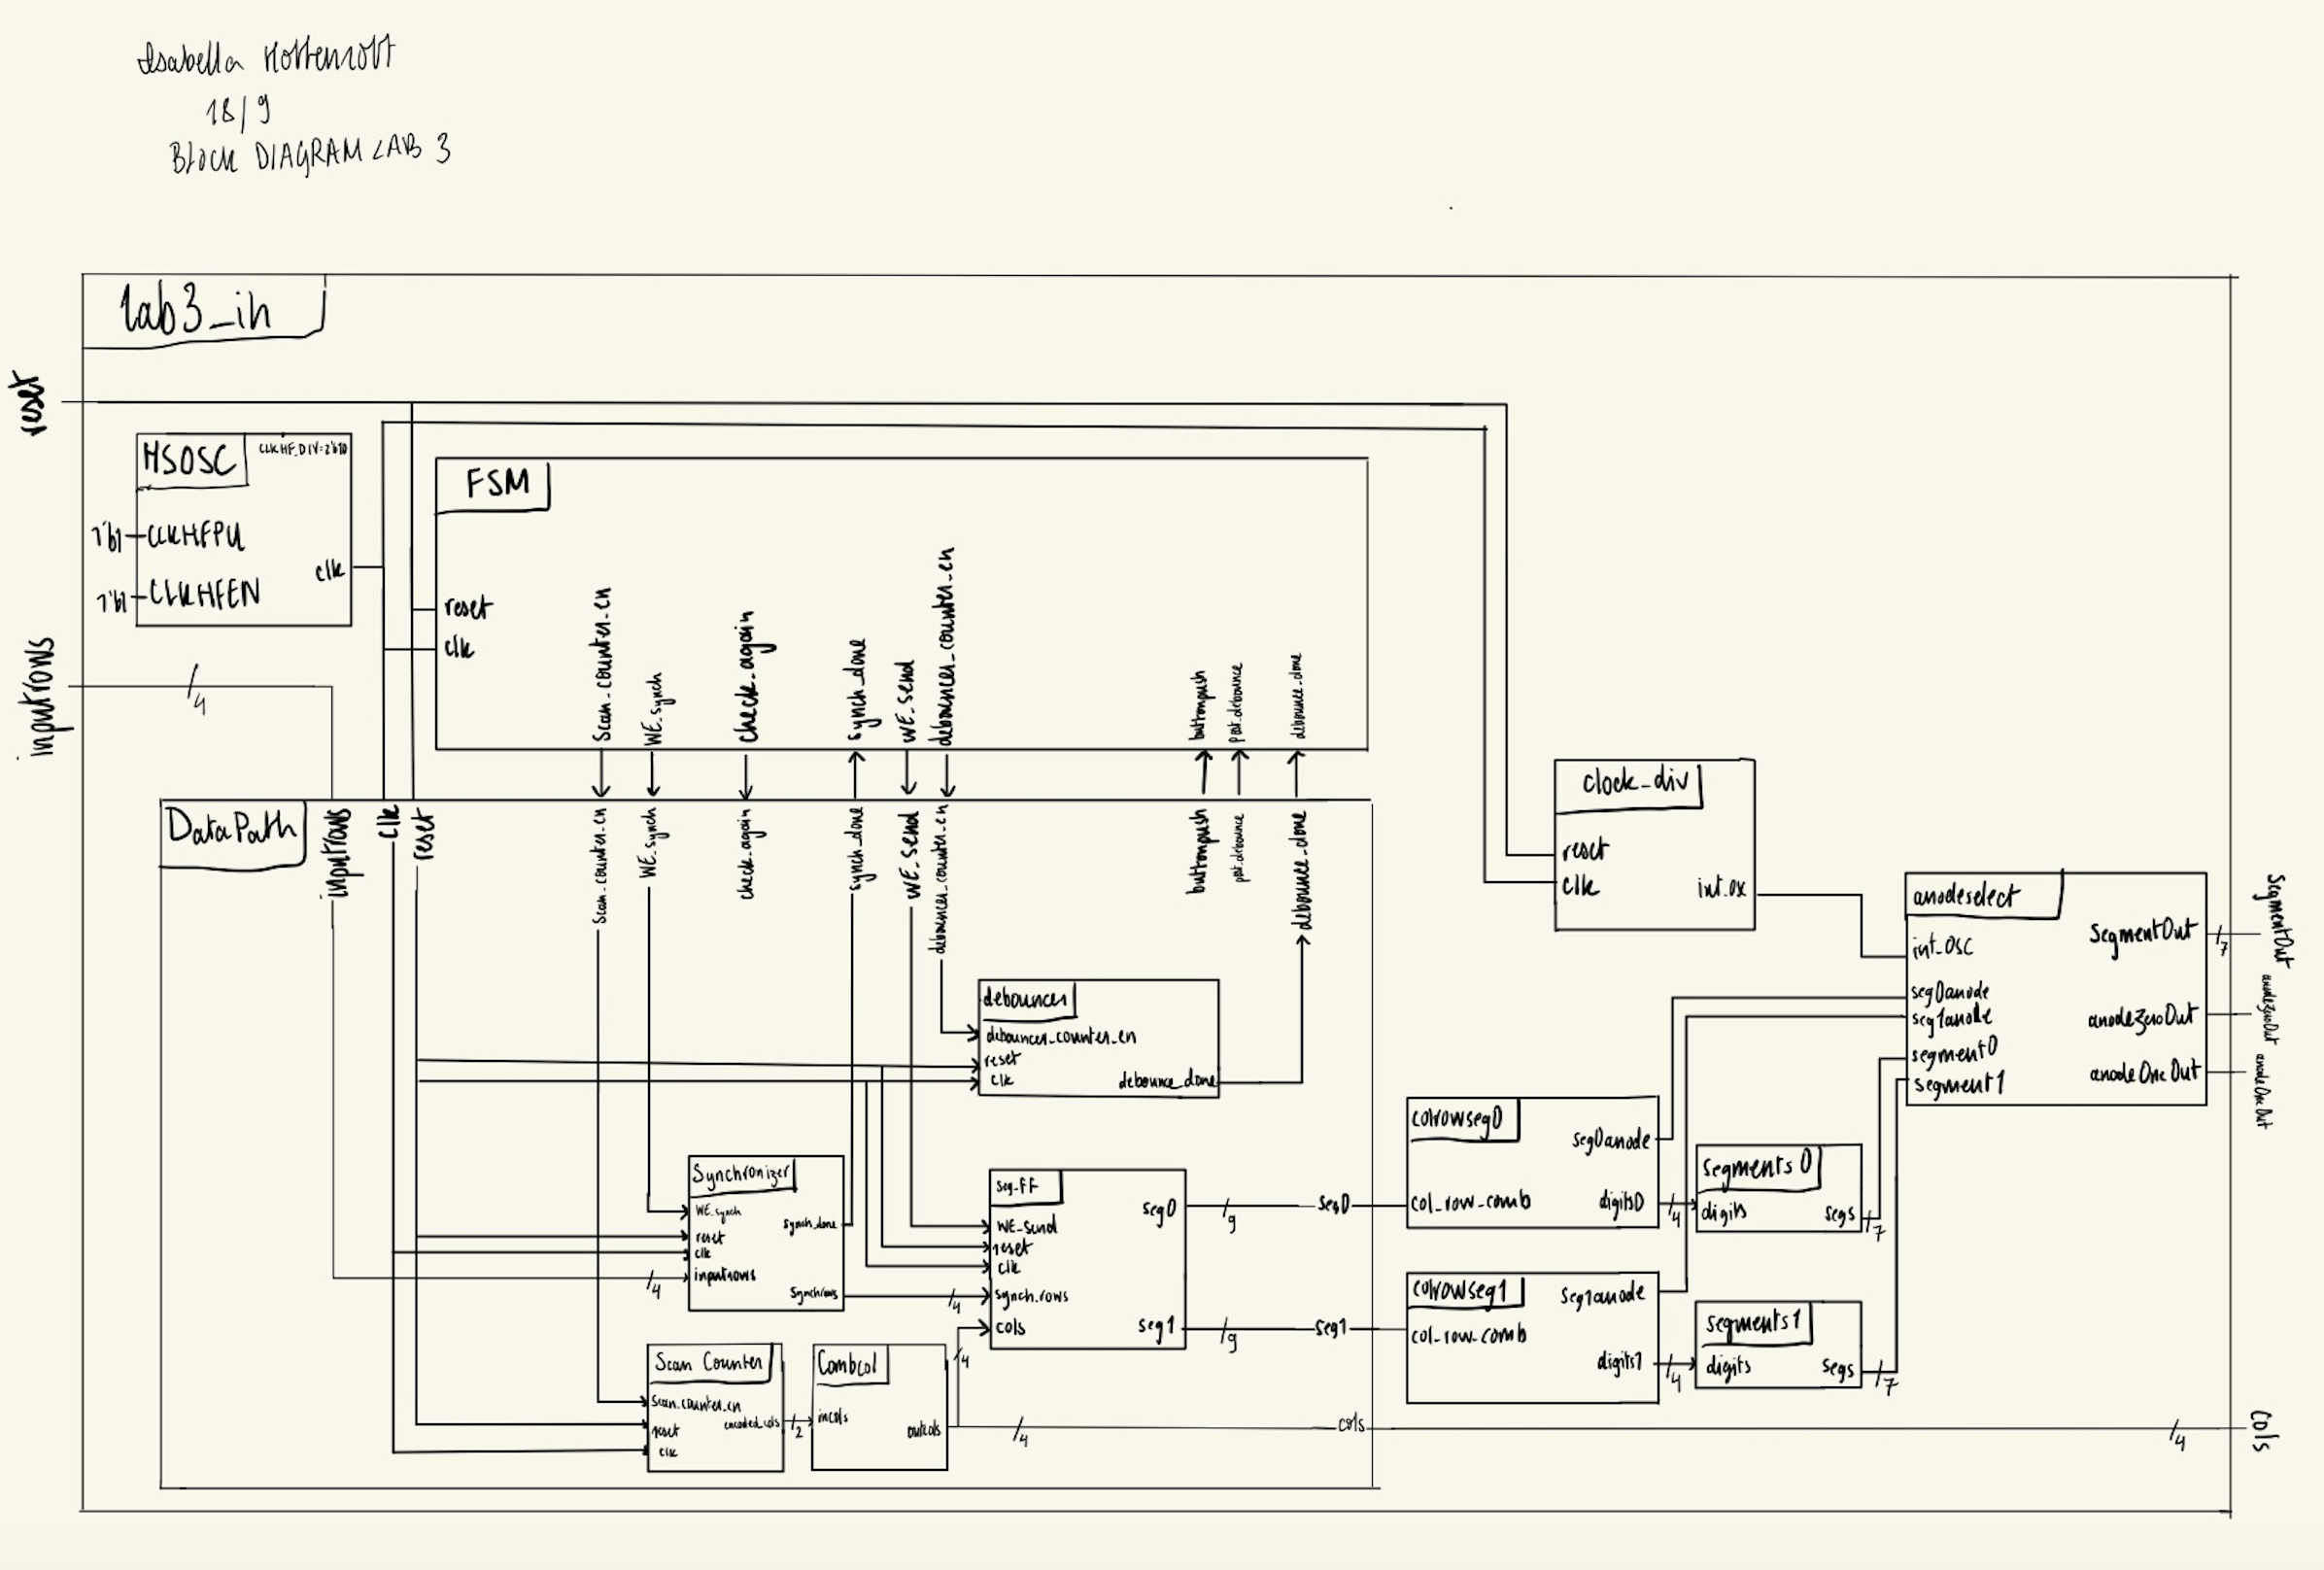 Isabella Hottenrott
18/9
BLOCK DIAGRAM LAB 3
lab3_ih
reset
HSOSC
CLKHF_DIV=2'b10
1'b1
CLKHFPU
1'b1
CLKHFEN
clk
inputrows
4
FSM
reset
clk
scan_counter_en
WE_synch
check_again
synch_done
WE_send
debouncer_counter_en
buttonpush
post_debounce
debounce_done
DataPath
inputrows
clk
reset
scan_counter_en
WE_synch
check_again
synch_done
WE_send
debouncer_counter_en
buttonpush
post_debounce
debounce_done
debouncer
debouncer_counter_en
reset
clk
debounce_done
Synchronizer
WE_synch
reset
clk
inputrows
4
synch_done
Synchrows
4
seg_FF
WE_send
reset
clk
synch_rows
cols
4
seg0
9
seg0
seg1
9
seg1
Scan Counter
scan_counter_en
reset
clk
encoded_cols
2
Combcol
incols
outcols
4
cols
clock_div
reset
clk
colrowseg0
seg0anode
col_row_comb
digits0
4
segments0
digits
segs
7
colrowseg1
seg1anode
col_row_comb
digits1
4
segments1
digits
segs
7
anodeselect
int_osc
seg0anode
seg1anode
segment0
segment1
SegmentOut
7
anodeZeroOut
anodeOneOut
SegmentOut
anodeZeroOut
anodeOneOut
4
Cols